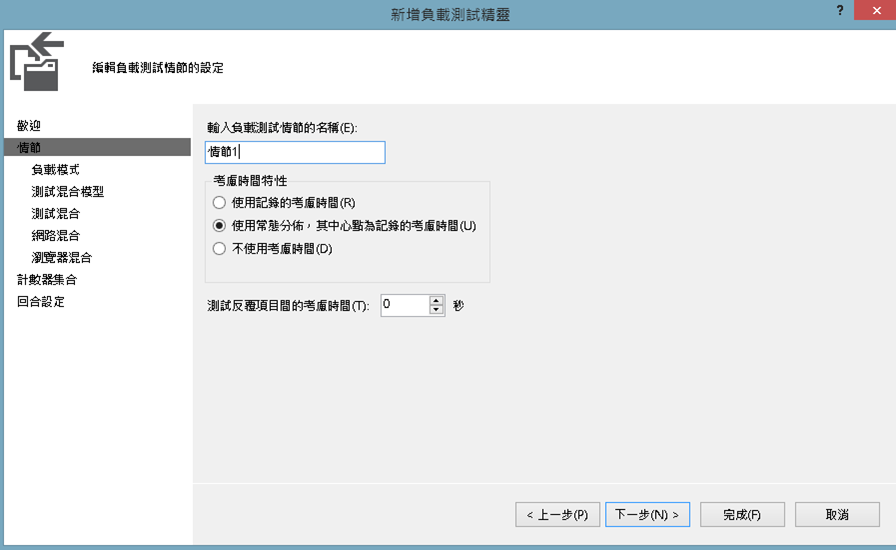 新增負載測試精靈
?
編輯負載測試情節的設定
歡迎
情節
負載模式
測試混合模型
測試混合
網路混合
瀏覽器混合
計數器集合
回合設定
輸入負載測試情節的名稱(E):
情節1
考慮時間特性
使用記錄的考慮時間(R)
使用常態分佈，其中心點為記錄的考慮時間(U)
不使用考慮時間(D)
測試反覆項目間的考慮時間(T): 0 秒
< 上一步(P) 下一步(N) > 完成(F) 取消